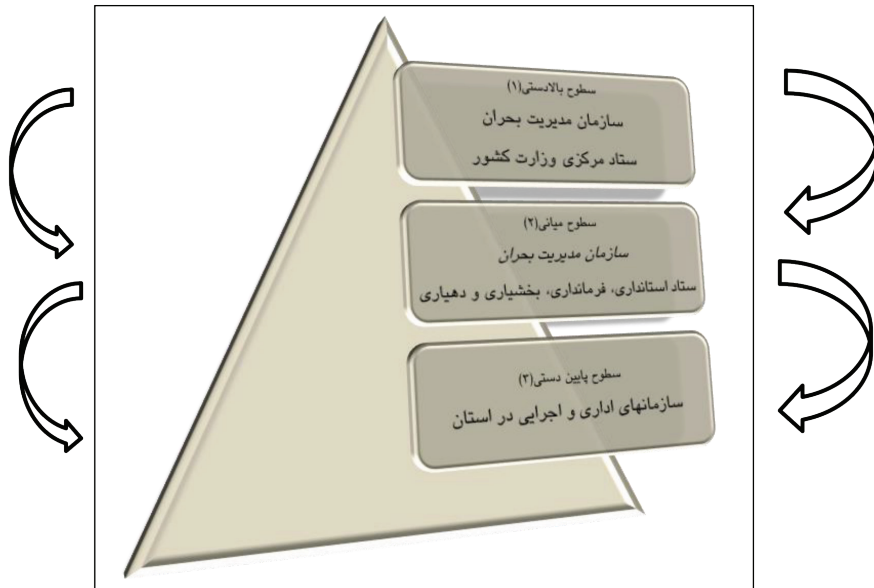 سطوح بالادستی(۱)
سازمان مدیریت بحران
ستاد مرکزی وزارت کشور
سطوح میانی(۲)
سازمان مدیریت بحران
ستاد استانداری، فرمانداری، بخشیاری و دهیاری
سطوح پایین دستی(۳)
سازمانهای اداری و اجرایی در استان